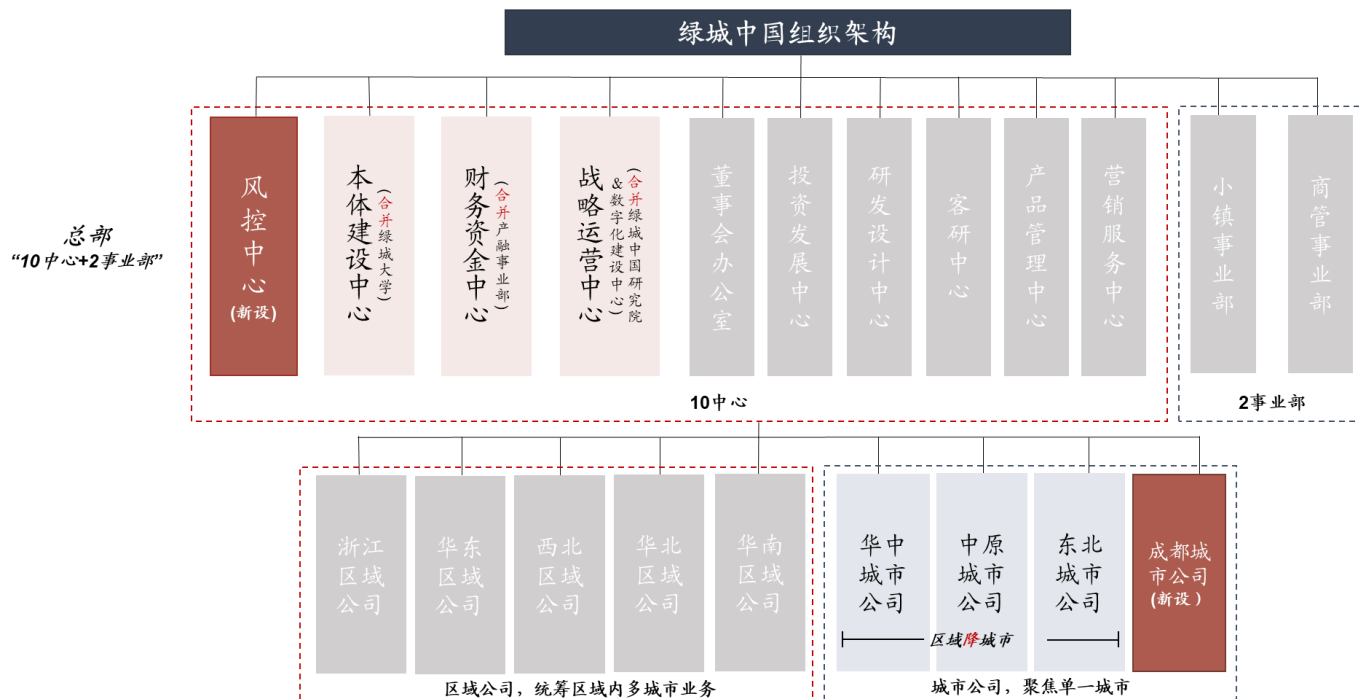 绿城中国组织架构
总部
“10中心+2事业部”
风控中心
(新设)
本体建设中心
(合并绿城大学)
财务资金中心
(合并产融事业部)
战略运营中心
(合并绿城中国研究院
&数字化建设中心)
董事会办公室
投资发展中心
研发设计中心
客研中心
产品管理中心
营销服务中心
小镇事业部
商管事业部
10中心
2事业部
浙江
区域
公司
华东
区域
公司
西北
区域
公司
华北
区域
公司
华南
区域
公司
华中
城市
公司
中原
城市
公司
东北
城市
公司
成都城
市公司
(新设)
区域降城市
区域公司，统筹区域内多城市业务
城市公司，聚焦单一城市